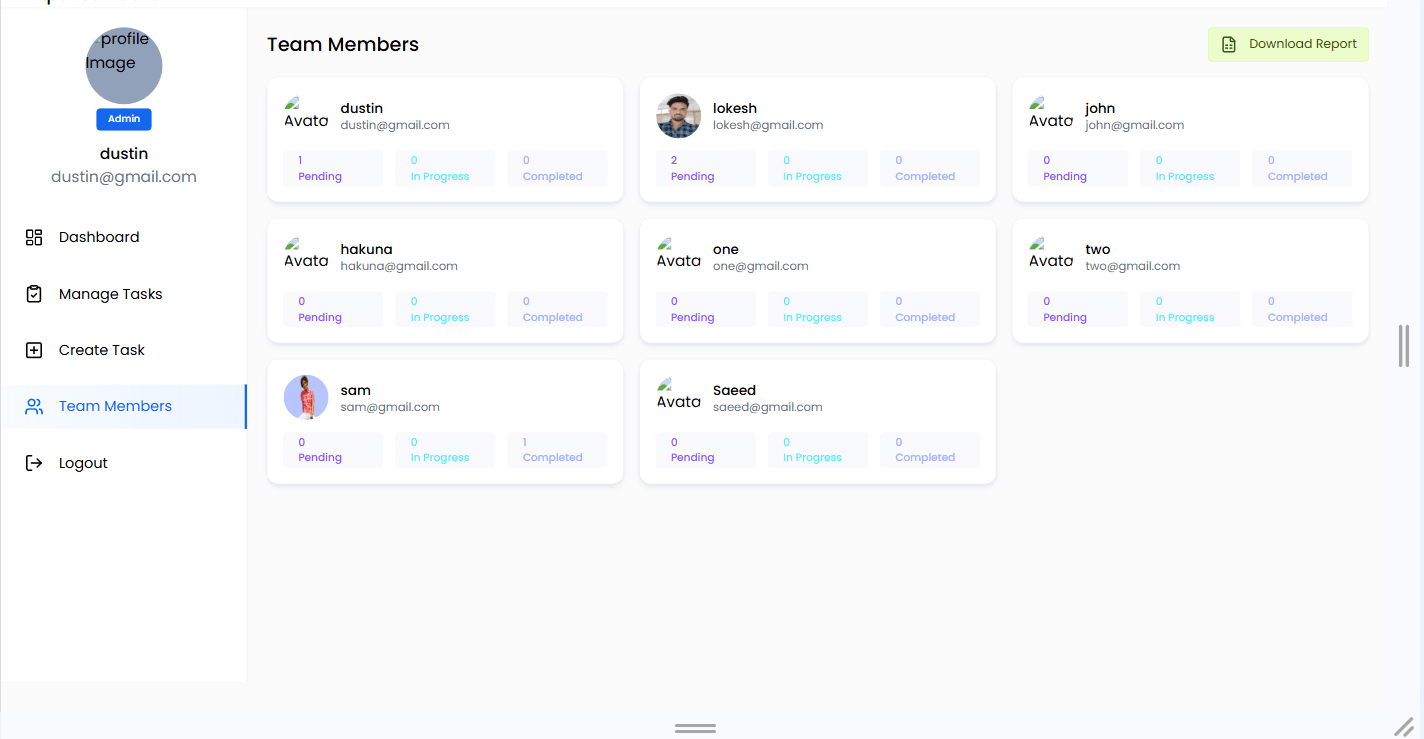 profile
Image
Admin
dustin
dustin@gmail.com
Dashboard
Manage Tasks
Create Task
Team Members
Logout
Team Members
Download Report
Avata
dustin
dustin@gmail.com
1
Pending
0
In Progress
0
Completed
lokesh
lokesh@gmail.com
2
Pending
0
In Progress
0
Completed
Avata
john
john@gmail.com
0
Pending
0
In Progress
0
Completed
Avata
hakuna
hakuna@gmail.com
0
Pending
0
In Progress
0
Completed
Avata
one
one@gmail.com
0
Pending
0
In Progress
0
Completed
Avata
two
two@gmail.com
0
Pending
0
In Progress
0
Completed
sam
sam@gmail.com
0
Pending
0
In Progress
1
Completed
Avata
Saeed
saeed@gmail.com
0
Pending
0
In Progress
0
Completed